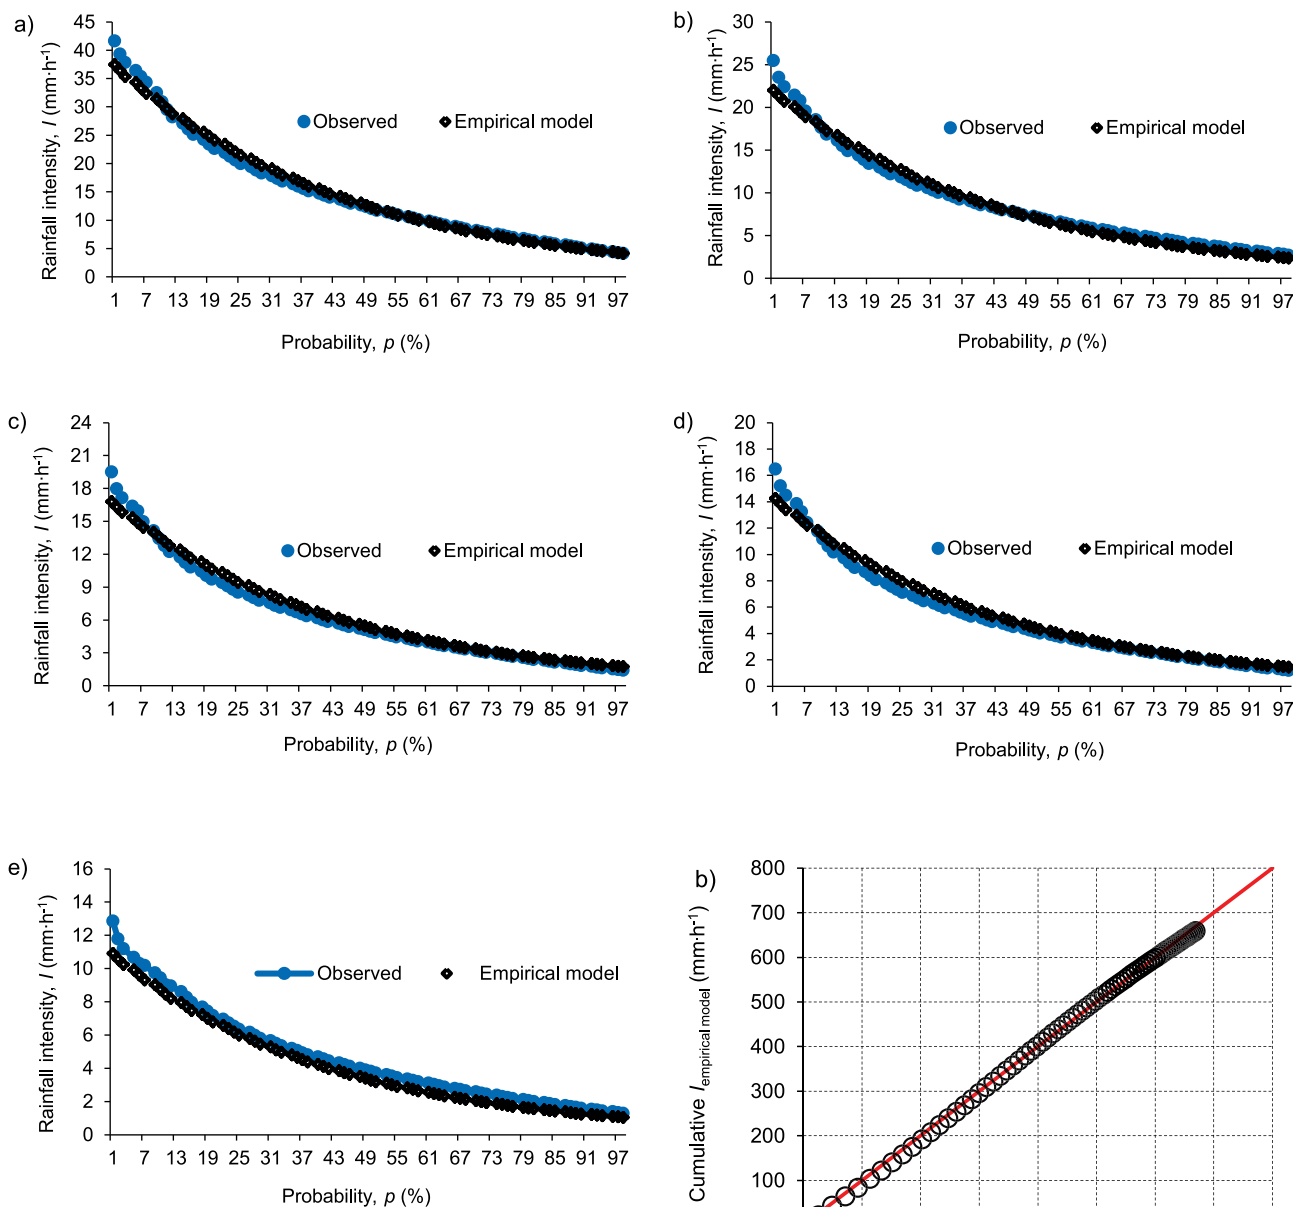 a)
Rainfall intensity, I (mm·h-1)
45
40
35
30
25
20
15
10
5
0
Observed Empirical model
1 7 13 19 25 31 37 43 49 55 61 67 73 79 85 91 97
Probability, p (%)
b)
Rainfall intensity, I (mm·h-1)
30
25
20
15
10
5
0
Observed Empirical model
1 7 13 19 25 31 37 43 49 55 61 67 73 79 85 91 97
Probability, p (%)
c)
Rainfall intensity, I (mm·h-1)
24
21
18
15
12
9
6
3
0
Observed Empirical model
1 7 13 19 25 31 37 43 49 55 61 67 73 79 85 91 97
Probability, p (%)
d)
Rainfall intensity, I (mm·h-1)
20
18
16
14
12
10
8
6
4
2
0
Observed Empirical model
1 7 13 19 25 31 37 43 49 55 61 67 73 79 85 91 97
Probability, p (%)
e)
Rainfall intensity, I (mm·h-1)
16
14
12
10
8
6
4
2
0
Observed Empirical model
1 7 13 19 25 31 37 43 49 55 61 67 73 79 85 91 97
Probability, p (%)
b)
Cumulative I empirical model (mm·h-1)
800
700
600
500
400
300
200
100